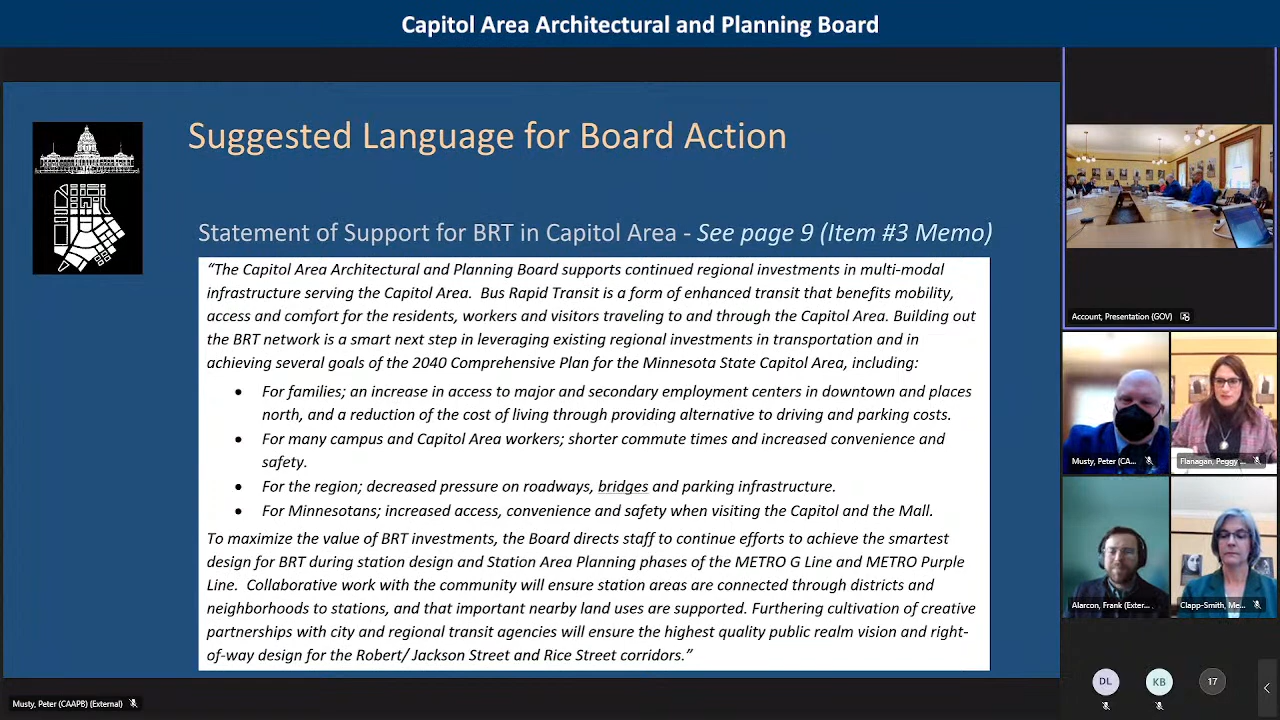 Capitol Area Architectural and Planning Board
Suggested Language for Board Action
Statement of Support for BRT in Capitol Area - See page 9 (Item #3 Memo)
“The Capitol Area Architectural and Planning Board supports continued regional investments in multi-modal
infrastructure serving the Capitol Area.  Bus Rapid Transit is a form of enhanced transit that benefits mobility,
access and comfort for the residents, workers and visitors traveling to and through the Capitol Area. Building out
the BRT network is a smart next step in leveraging existing regional investments in transportation and in
achieving several goals of the 2040 Comprehensive Plan for the Minnesota State Capitol Area, including:
• For families; an increase in access to major and secondary employment centers in downtown and places
north, and a reduction of the cost of living through providing alternative to driving and parking costs.
• For many campus and Capitol Area workers; shorter commute times and increased convenience and
safety.
• For the region; decreased pressure on roadways, bridges and parking infrastructure.
• For Minnesotans; increased access, convenience and safety when visiting the Capitol and the Mall.
To maximize the value of BRT investments, the Board directs staff to continue efforts to achieve the smartest
design for BRT during station design and Station Area Planning phases of the METRO G Line and METRO Purple
Line.  Collaborative work with the community will ensure station areas are connected through districts and
neighborhoods to stations, and that important nearby land uses are supported. Furthering cultivation of creative
partnerships with city and regional transit agencies will ensure the highest quality public realm vision and right-
of-way design for the Robert/ Jackson Street and Rice Street corridors.”
Musty, Peter (CAAPB) (External)
Account, Presentation (GOV)
Musty, Peter (CA...
Flanagan, Peggy ...
Alarcon, Frank (Exter...
Clapp-Smith, Me...
DL
KB
17